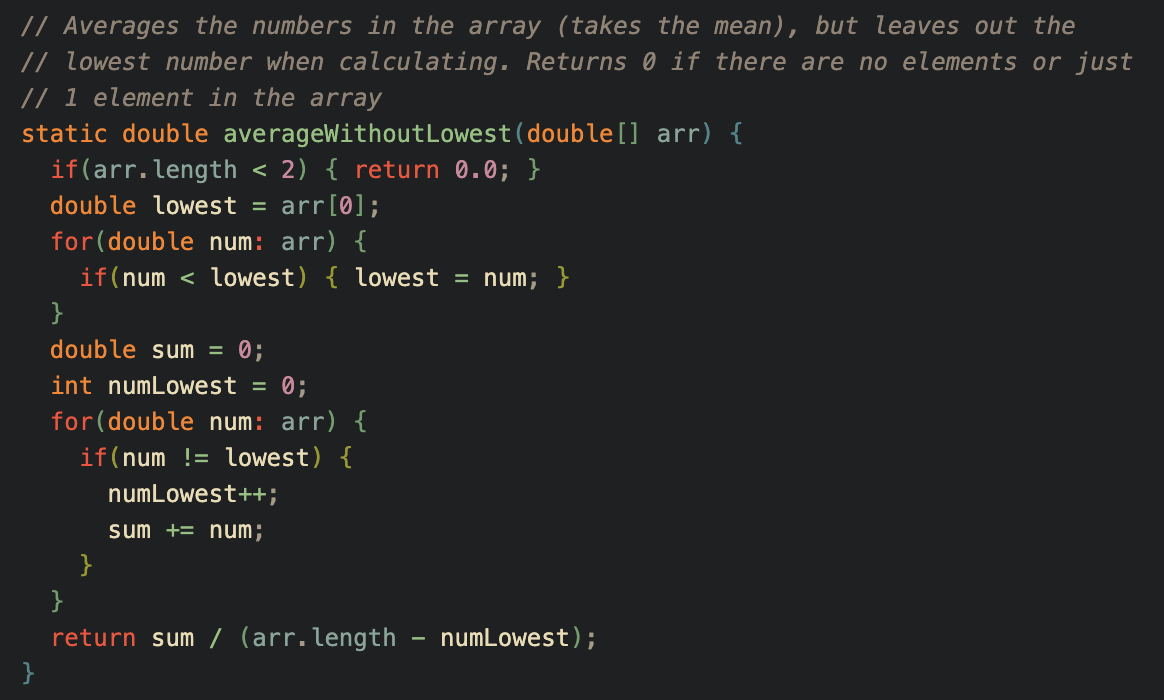 // Averages the numbers in the array (takes the mean), but leaves out the
// lowest number when calculating. Returns 0 if there are no elements or just
// 1 element in the array
static double averageWithoutLowest(double[] arr) {
  if(arr.length < 2) { return 0.0; }
  double lowest = arr[0];
  for(double num: arr) {
    if(num < lowest) { lowest = num; }
  }
  double sum = 0;
  int numLowest = 0;
  for(double num: arr) {
    if(num != lowest) {
      numLowest++;
      sum += num;
    }
  }
  return sum / (arr.length - numLowest);
}